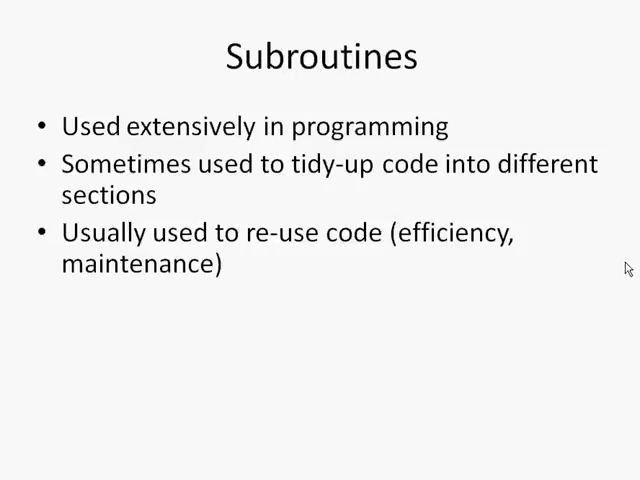 Subroutines
• Used extensively in programming
• Sometimes used to tidy-up code into different
sections
• Usually used to re-use code (efficiency,
maintenance)